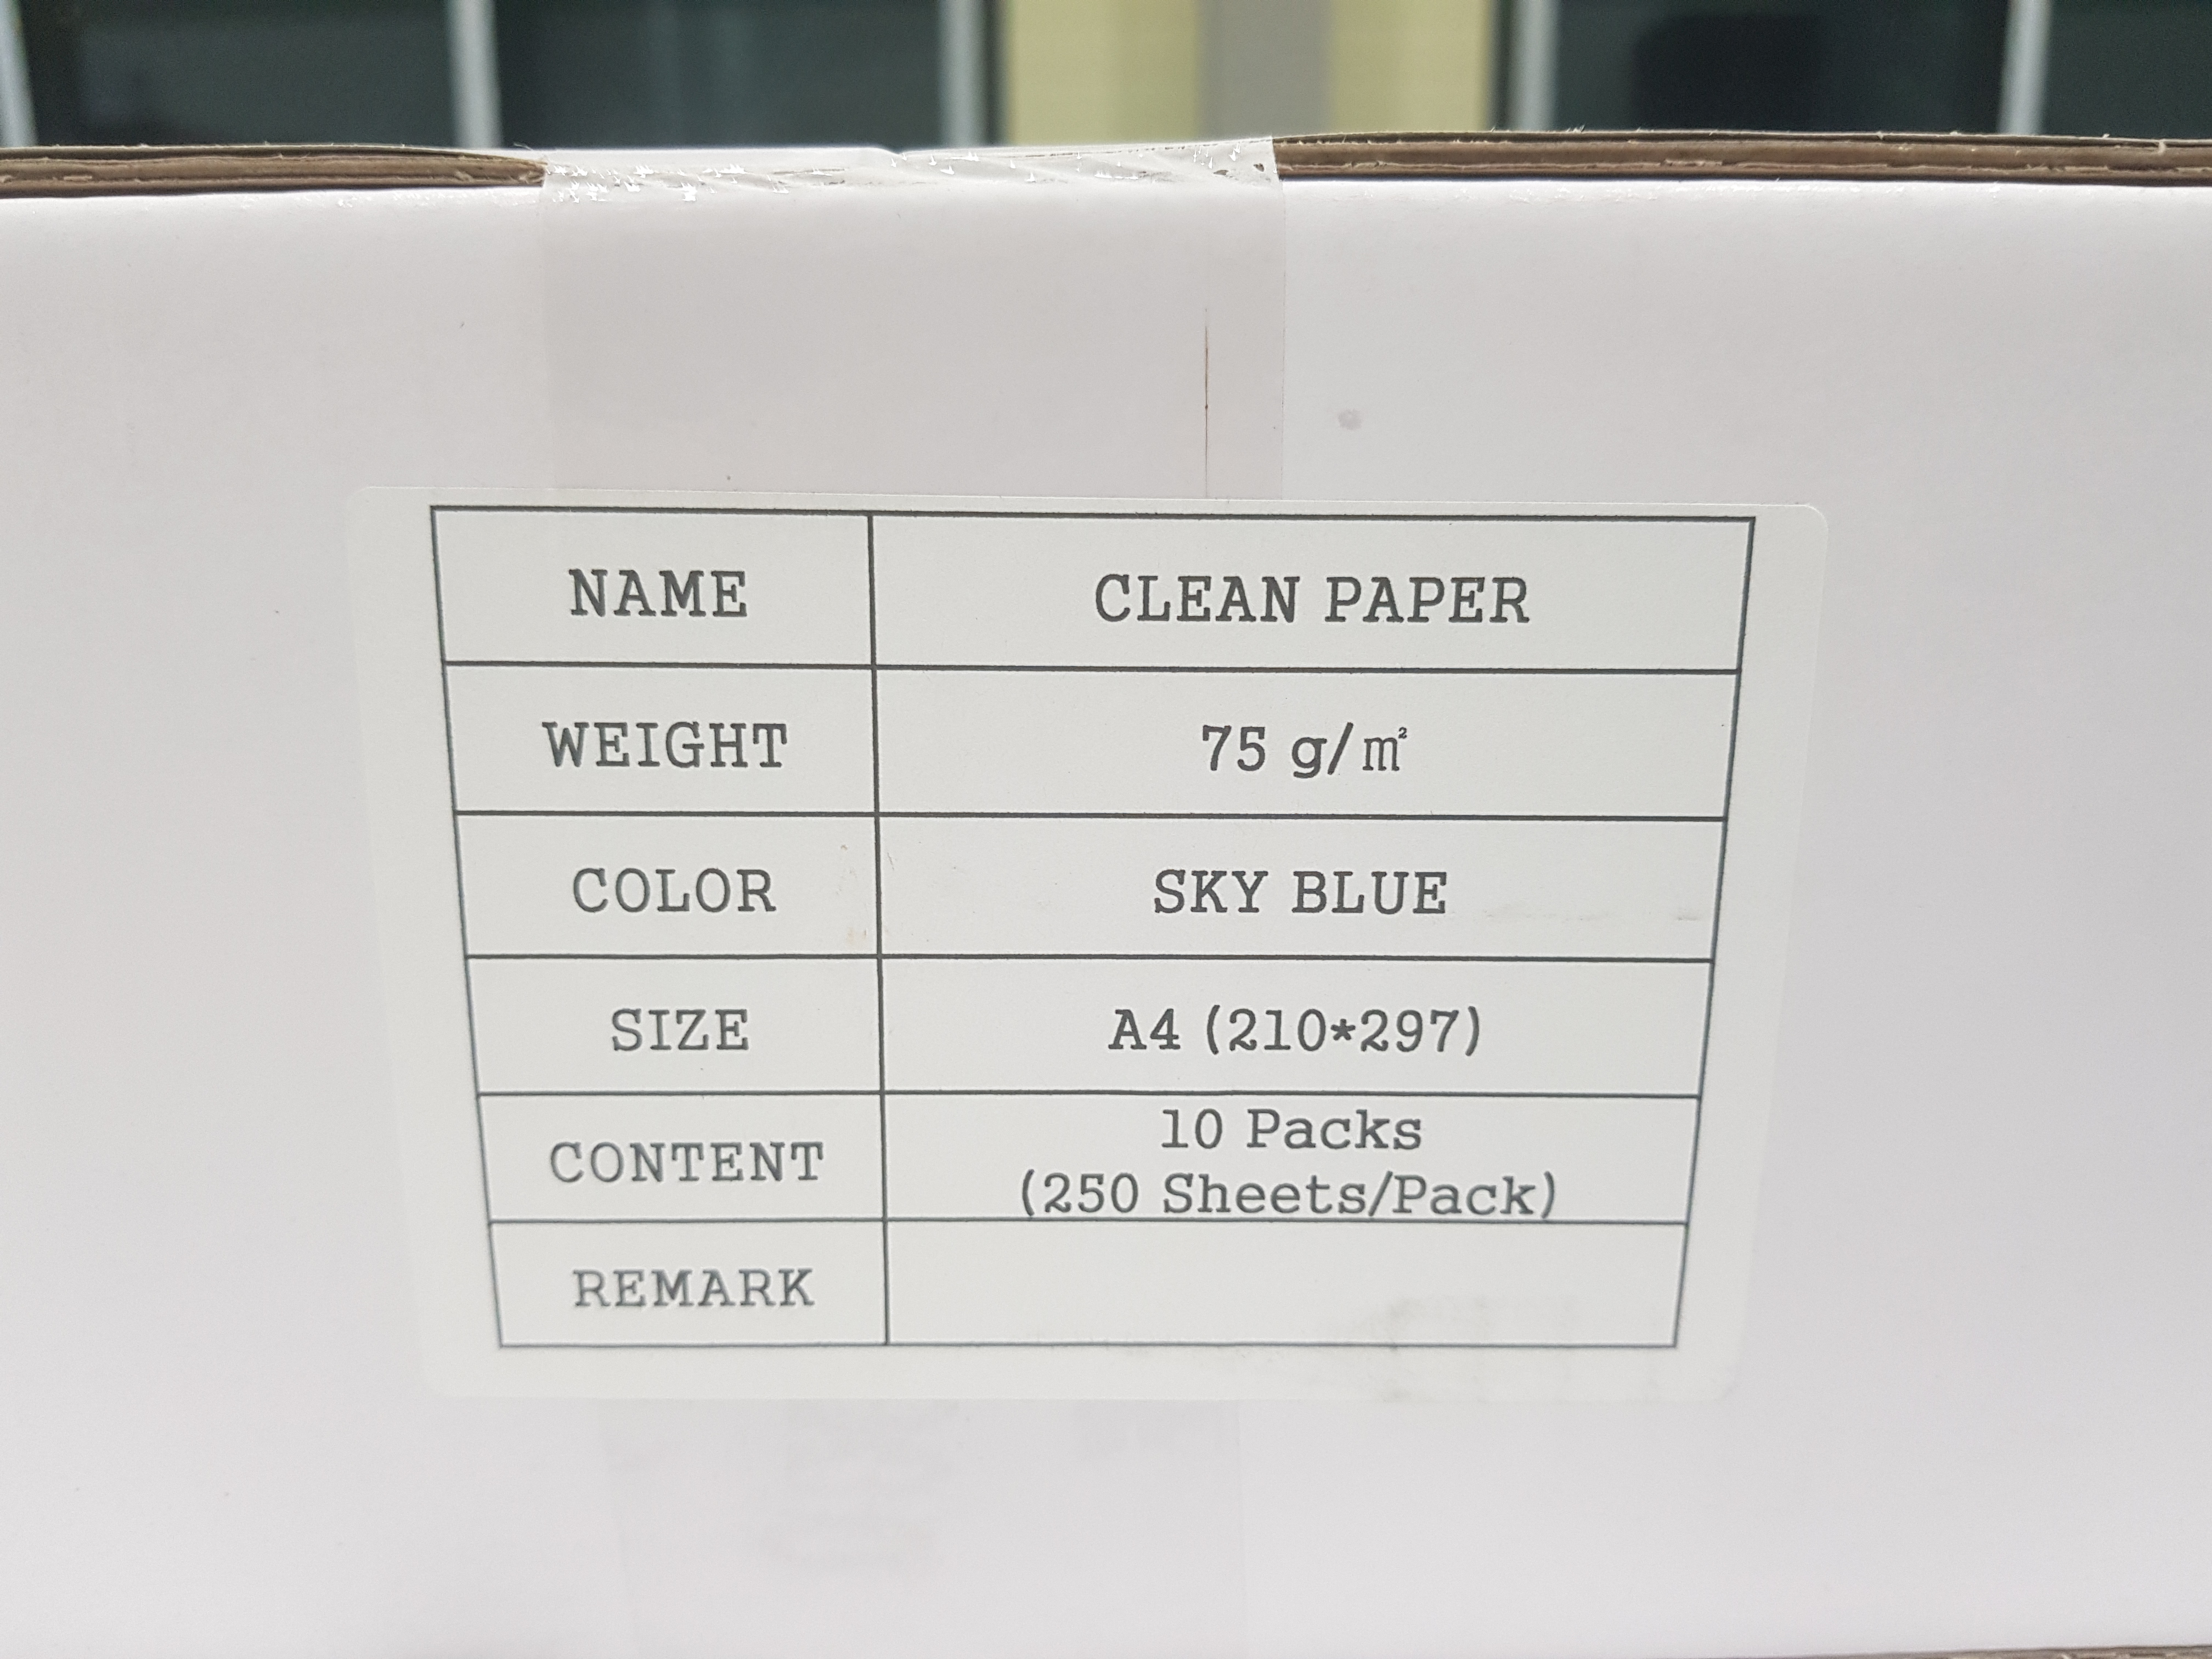 NAME CLEAN PAPER
WEIGHT 75 g/㎡
COLOR SKY BLUE
SIZE A4 (210*297)
CONTENT 10 Packs
(250 Sheets/Pack)
REMARK